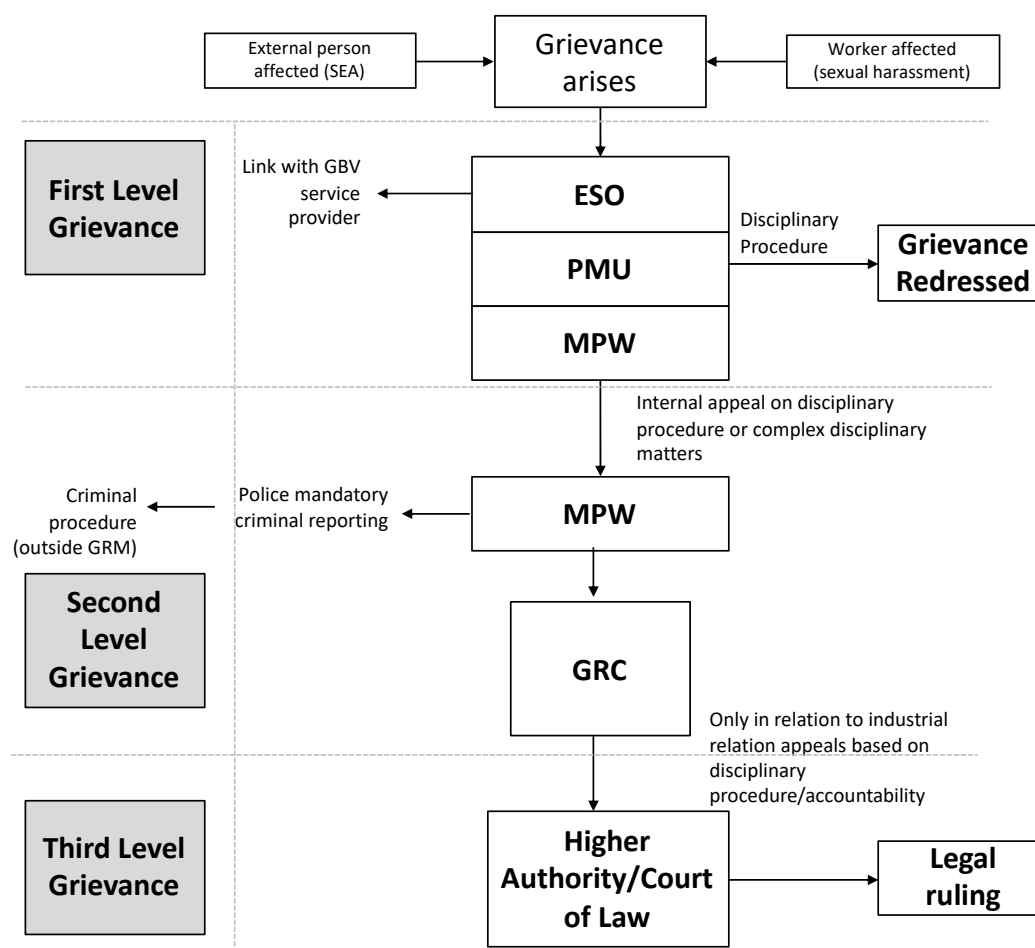 External person
affected (SEA)
Grievance
arises
Worker affected
(sexual harassment)
First Level
Grievance
Link with GBV
service
provider
ESO
PMU
MPW
Disciplinary
Procedure
Grievance
Redressed
Internal appeal on disciplinary
procedure or complex disciplinary
matters
Criminal
procedure
(outside GRM)
Police mandatory
criminal reporting
MPW
Second
Level
Grievance
GRC
Only in relation to industrial
relation appeals based on
disciplinary
procedure/accountability
Third Level
Grievance
Higher
Authority/Court
of Law
Legal
ruling